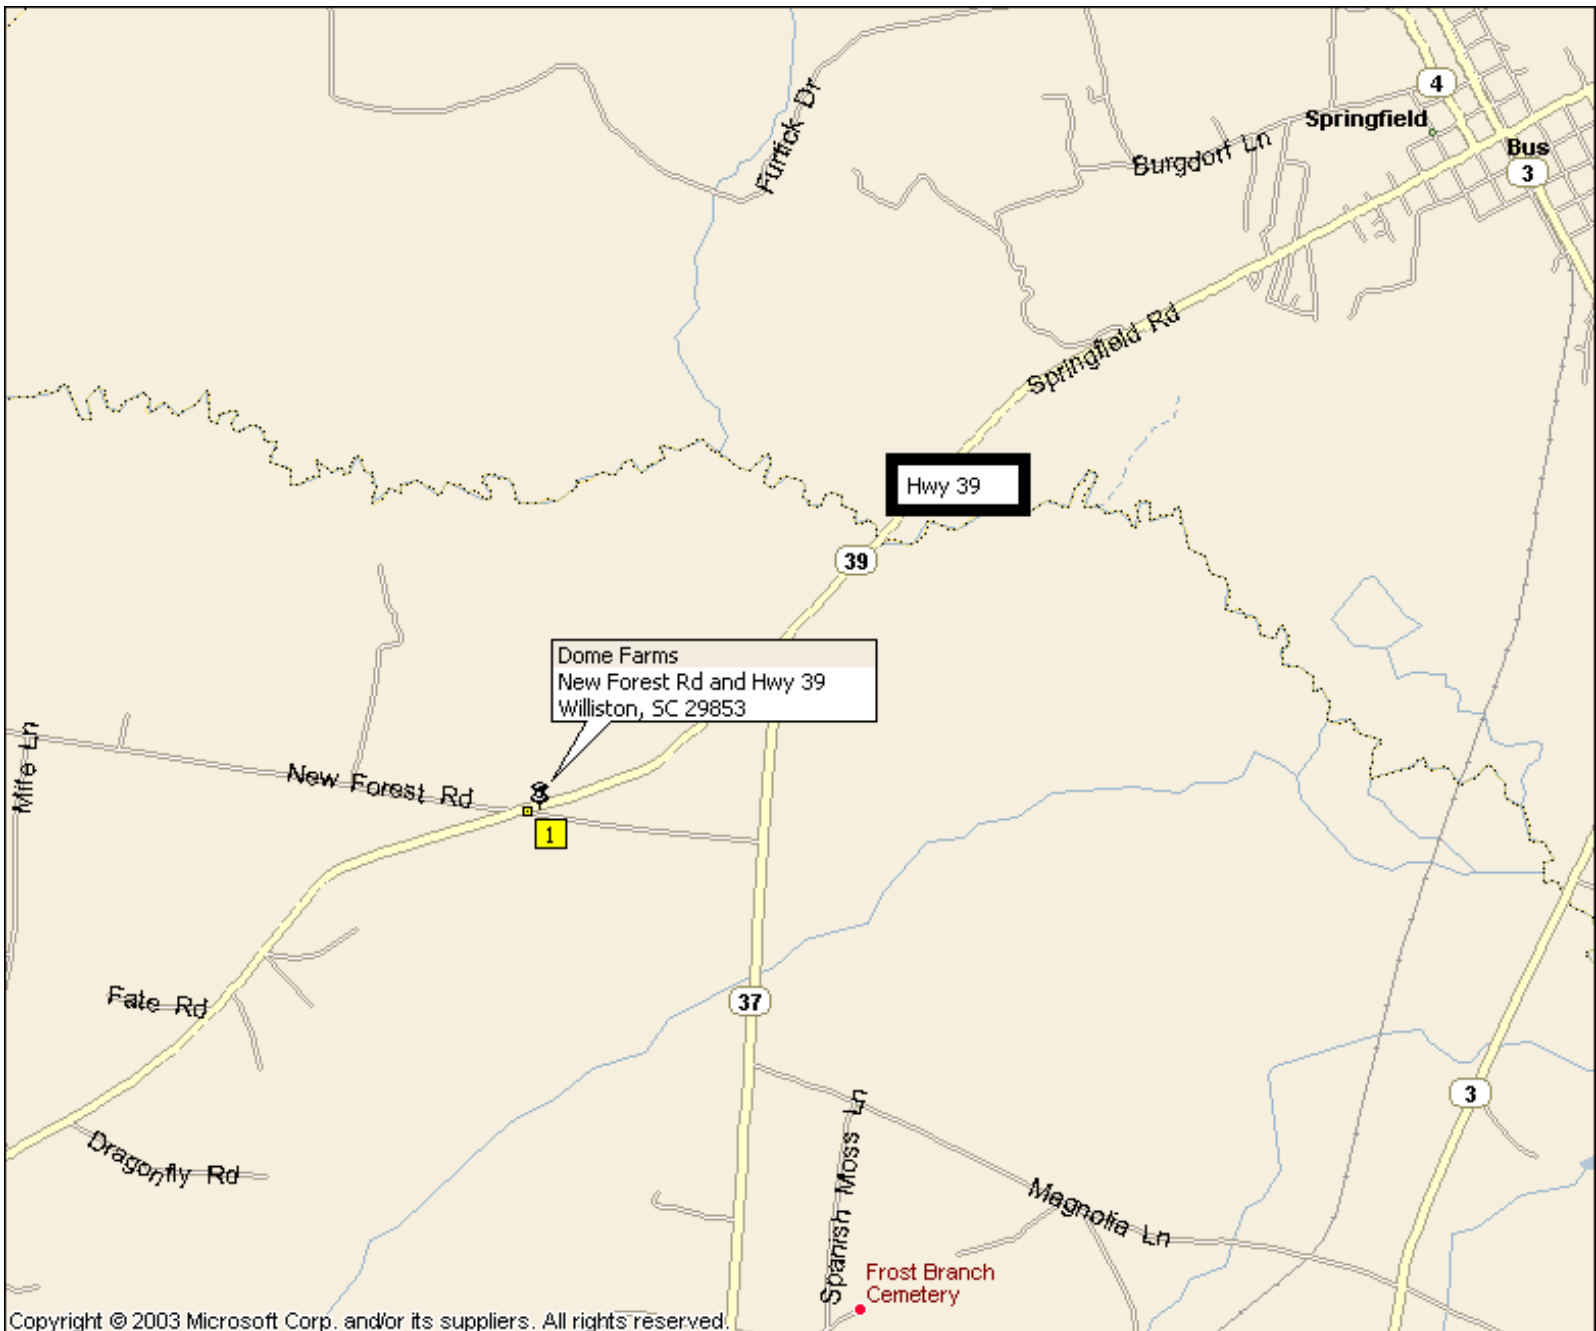 Furtick Dr
4
Springfield
Burgdorf Ln
Bus
3
Springfield Rd
Hwy 39
39
Dome Farms
New Forest Rd and Hwy 39
Williston, SC 29853
New Forest Rd
1
Fate Rd
37
3
Dragonfly Rd
Spanish Moss Ln
Magnolia Ln
Frost Branch
Cemetery
Copyright © 2003 Microsoft Corp. and/or its suppliers. All rights reserved.